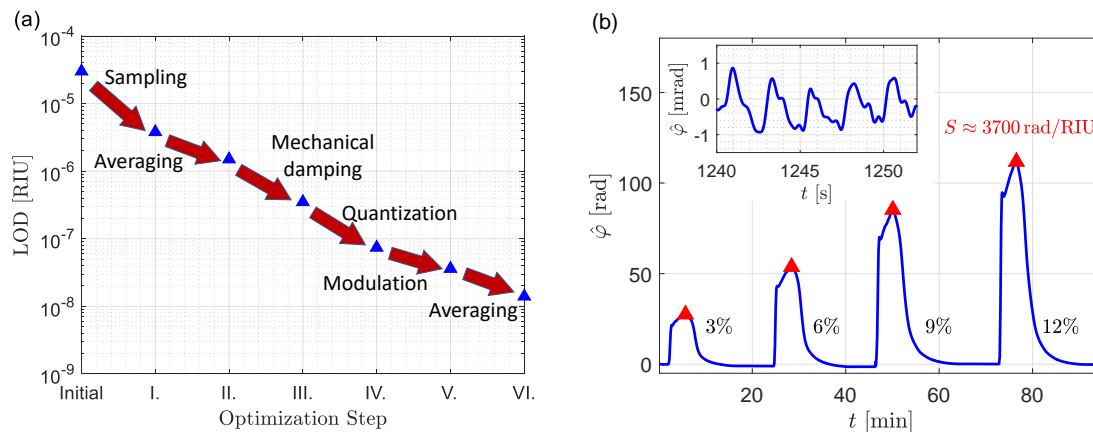 (a)
10^-4
10^-5
10^-6
10^-7
10^-8
10^-9
LOD [RIU]
Sampling
Averaging
Mechanical
damping
Quantization
Modulation
Averaging
Initial I. II. III. IV. V. VI.
Optimization Step
(b)
150
100
50
0
φ̂ [rad]
1
0
-1
φ̂ [mrad]
1240 1245 1250
t [s]
S ≈ 3700 rad/RIU
3% 6% 9% 12%
20 40 60 80
t [min]